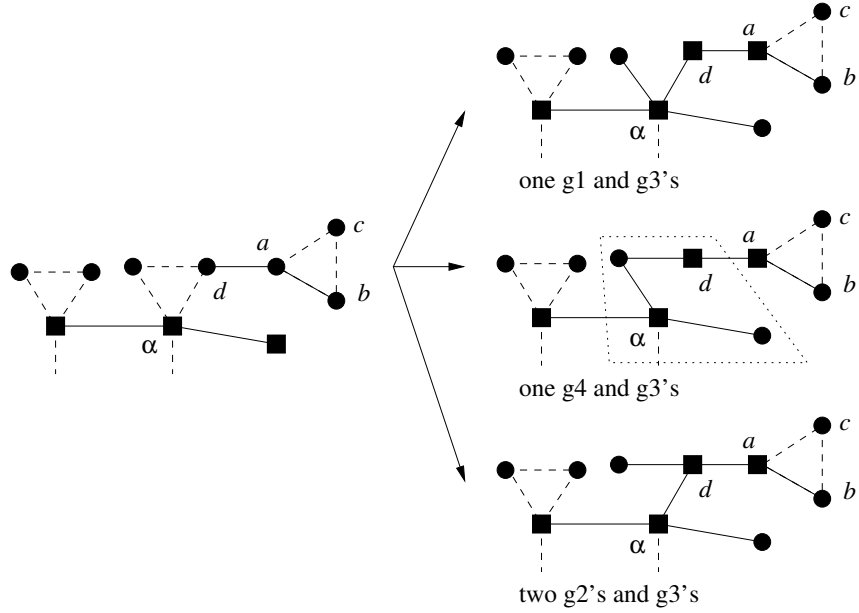 a
c
b
d
α
a
c
d
b
α
one g1 and g3's
a
c
d
b
α
one g4 and g3's
a
c
d
b
α
two g2's and g3's